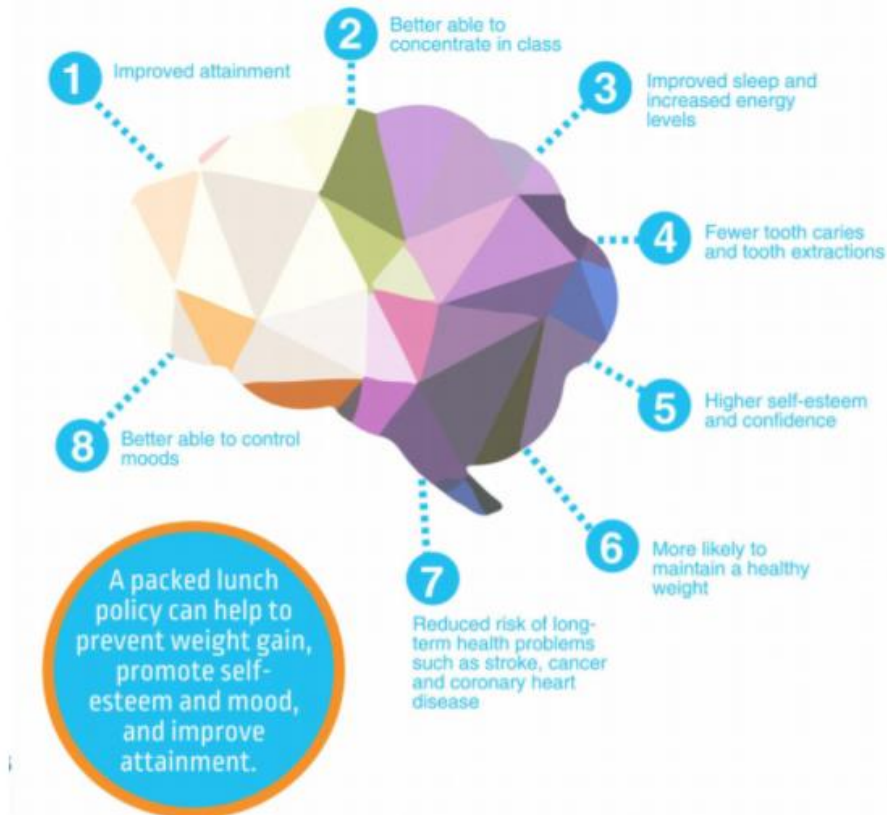 1
Improved attainment
2
Better able to
concentrate in class
3
Improved sleep and
increased energy
levels
4
Fewer tooth caries
and tooth extractions
5
Higher self-esteem
and confidence
6
More likely to
maintain a healthy
weight
7
Reduced risk of long-
term health problems
such as stroke, cancer
and coronary heart
disease
8
Better able to control
moods
A packed lunch
policy can help to
prevent weight gain,
promote self-
esteem and mood,
and improve
attainment.